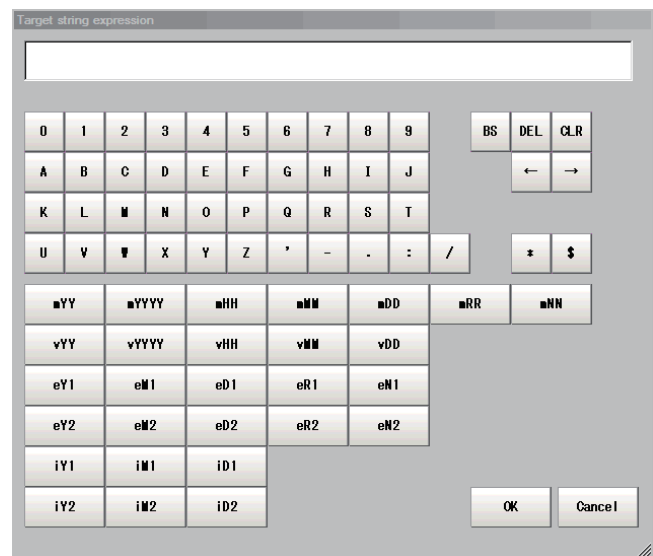 Target string expression
0 1 2 3 4 5 6 7 8 9 BS DEL CLR
A B C D E F G H I J ← →
K L M N O P Q R S T
U V W X Y Z ' - . : / * $
mYY mYYYY mHH mMM mDD mRR mNN
vYY vYYYY vHH vMM vDD
eY1 eM1 eD1 eR1 eN1
eY2 eM2 eD2 eR2 eN2
iY1 iM1 iD1
iY2 iM2 iD2 OK Cancel